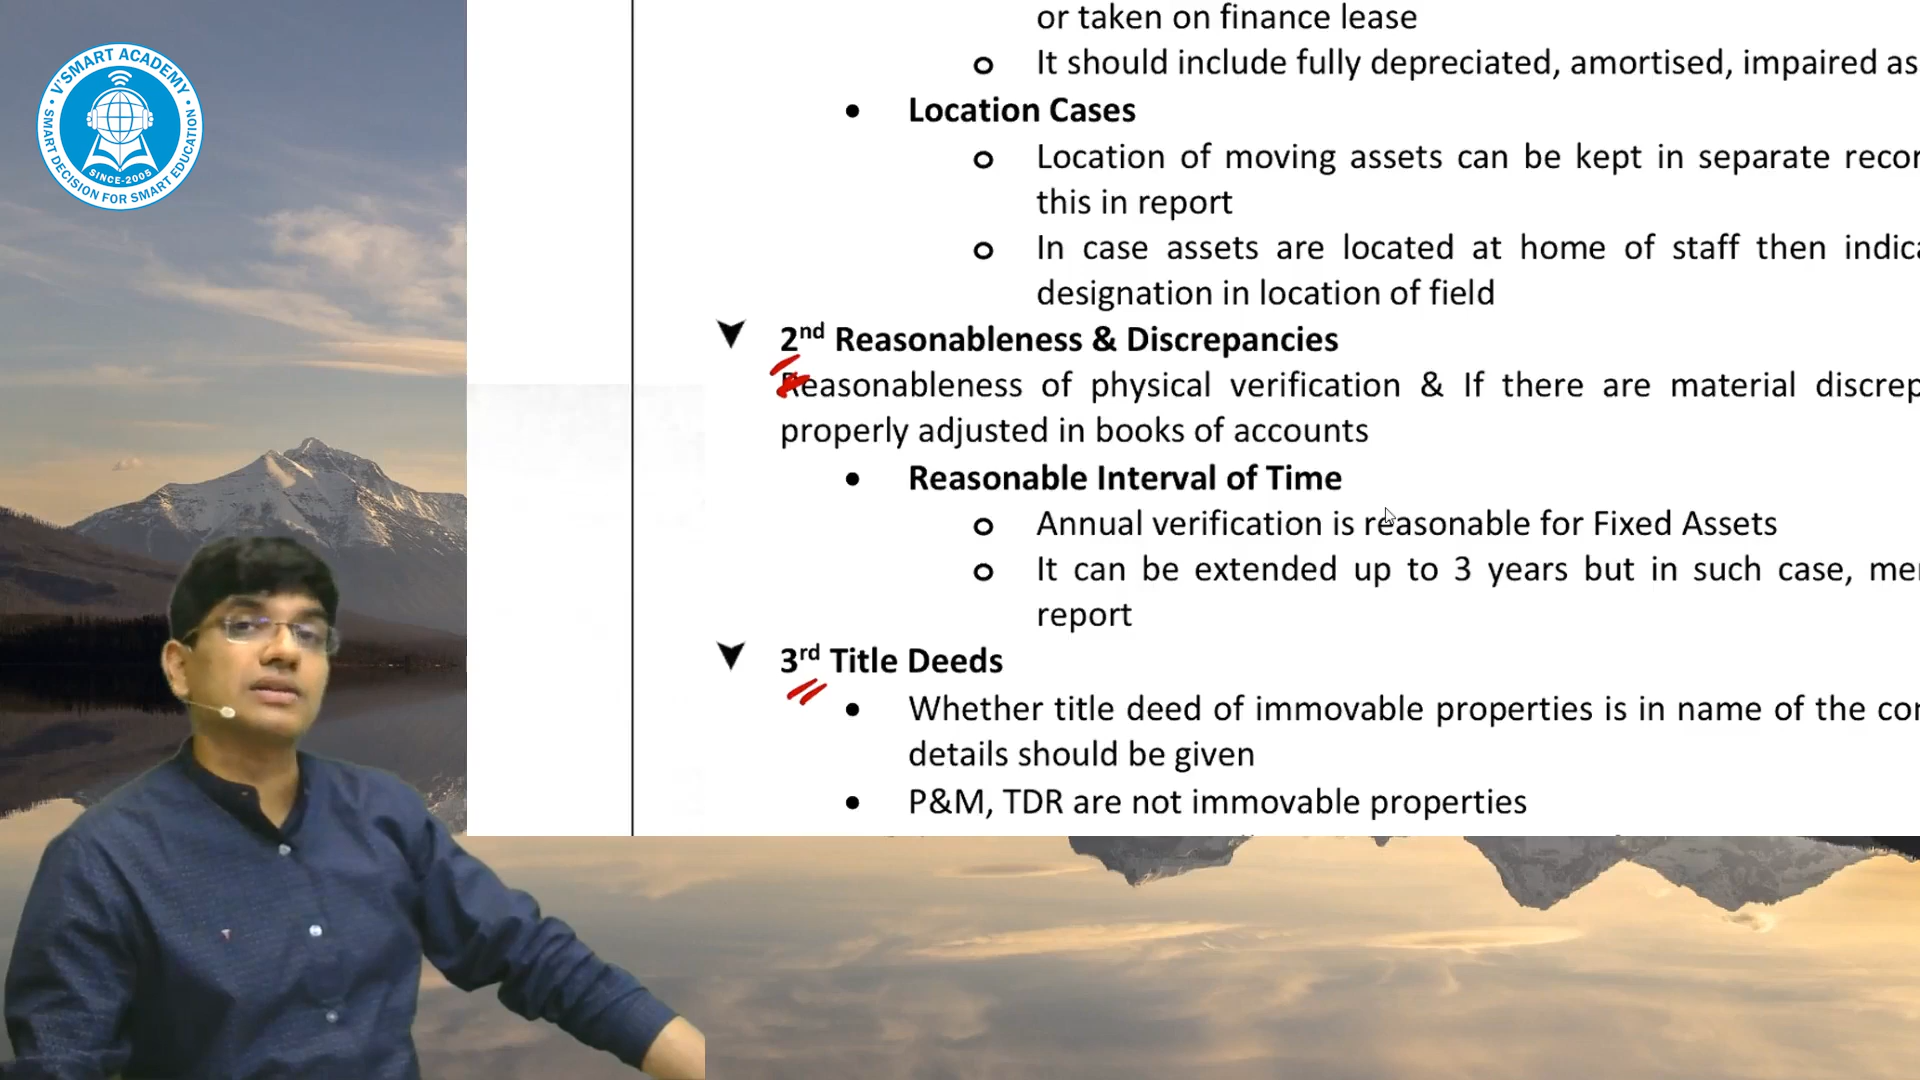 V'SMART ACADEMY
SMART DECISION FOR SMART EDUCATION
SINCE-2005
or taken on finance lease
o It should include fully depreciated, amortised, impaired as
• Location Cases
o Location of moving assets can be kept in separate recor
this in report
o In case assets are located at home of staff then indica
designation in location of field
2nd Reasonableness & Discrepancies
Reasonableness of physical verification & If there are material discrep
properly adjusted in books of accounts
• Reasonable Interval of Time
o Annual verification is reasonable for Fixed Assets
o It can be extended up to 3 years but in such case, men
report
3rd Title Deeds
• Whether title deed of immovable properties is in name of the con
details should be given
• P&M, TDR are not immovable properties